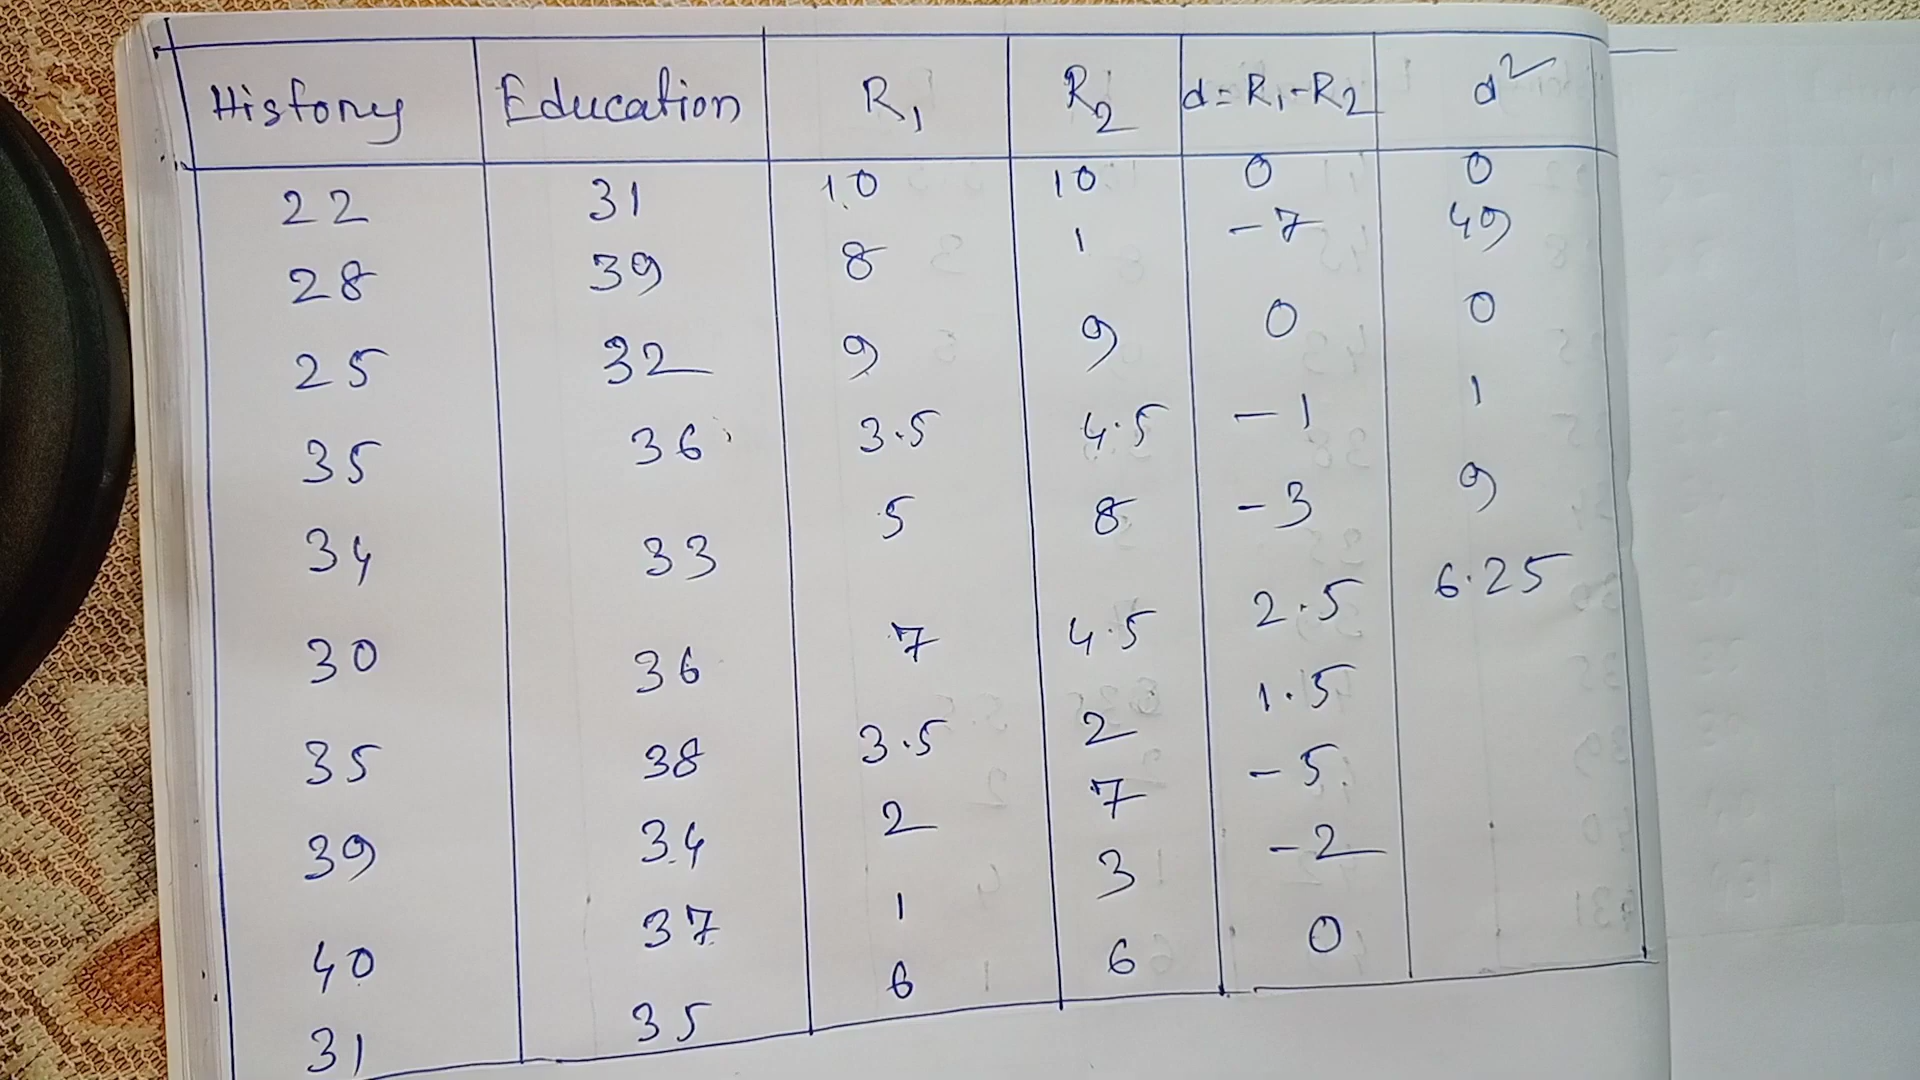 History Education R₁ R₂ d = R₁-R₂ d²
22 31 10 10 0 0
28 39 8 1 -7 49
25 32 9 9 0 0
35 36 3.5 4.5 -1 1
34 33 5 8 -3 9
30 36 7 4.5 2.5 6.25
35 38 3.5 2 1.5
39 34 2 7 -5
40 37 1 3 -2
31 35 6 6 0